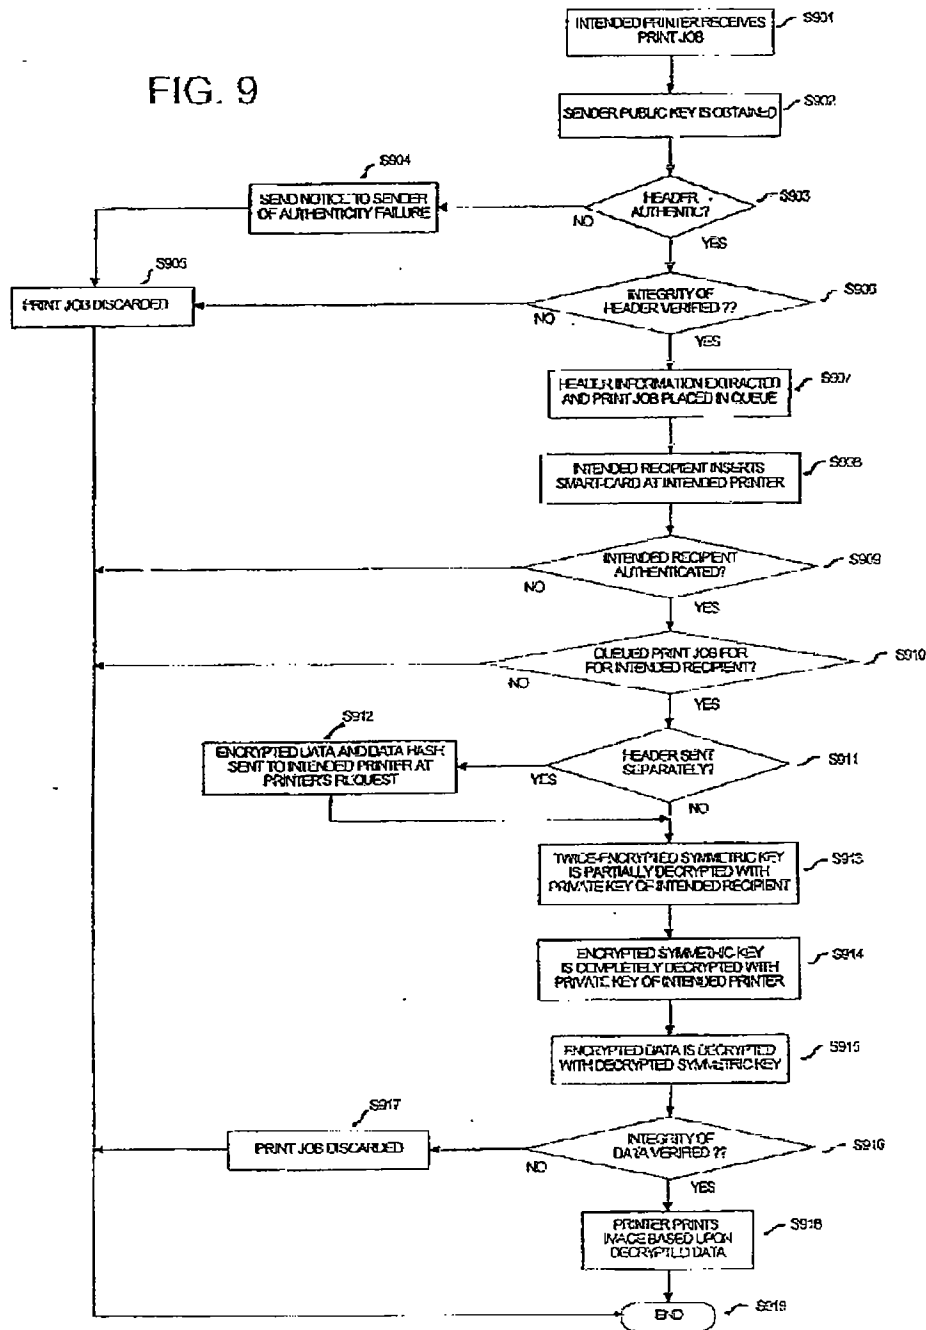 FIG. 9
INTENDED PRINTER RECEIVES
PRINT JOB
S901
SENDER PUBLIC KEY IS OBTAINED
S902
HEADER
AUTHENTIC?
S903
NO
YES
SEND NOTICE TO SENDER
OF AUTHENTICITY FAILURE
S904
PRINT JOB DISCARDED
S905
INTEGRITY OF
HEADER VERIFIED ??
S906
NO
YES
HEADER INFORMATION EXTRACTED
AND PRINT JOB PLACED IN QUEUE
S907
INTENDED RECIPIENT INSERTS
SMART-CARD AT INTENDED PRINTER
S908
INTENDED RECIPIENT
AUTHENTICATED?
S909
NO
YES
QUEUED PRINT JOB FOR
FOR INTENDED RECIPIENT?
S910
NO
YES
HEADER SENT
SEPARATELY?
S911
YES
NO
ENCRYPTED DATA AND DATA HASH
SENT TO INTENDED PRINTER AT
PRINTER'S REQUEST
S912
TWICE-ENCRYPTED SYMMETRIC KEY
IS PARTIALLY DECRYPTED WITH
PRIVATE KEY OF INTENDED RECIPIENT
S913
ENCRYPTED SYMMETRIC KEY
IS COMPLETELY DECRYPTED WITH
PRIVATE KEY OF INTENDED PRINTER
S914
ENCRYPTED DATA IS DECRYPTED
WITH DECRYPTED SYMMETRIC KEY
S915
INTEGRITY OF
DATA VERIFIED ??
S916
NO
YES
PRINT JOB DISCARDED
S917
PRINTER PRINTS
IMAGE BASED UPON
DECRYPTED DATA
S918
END
S919